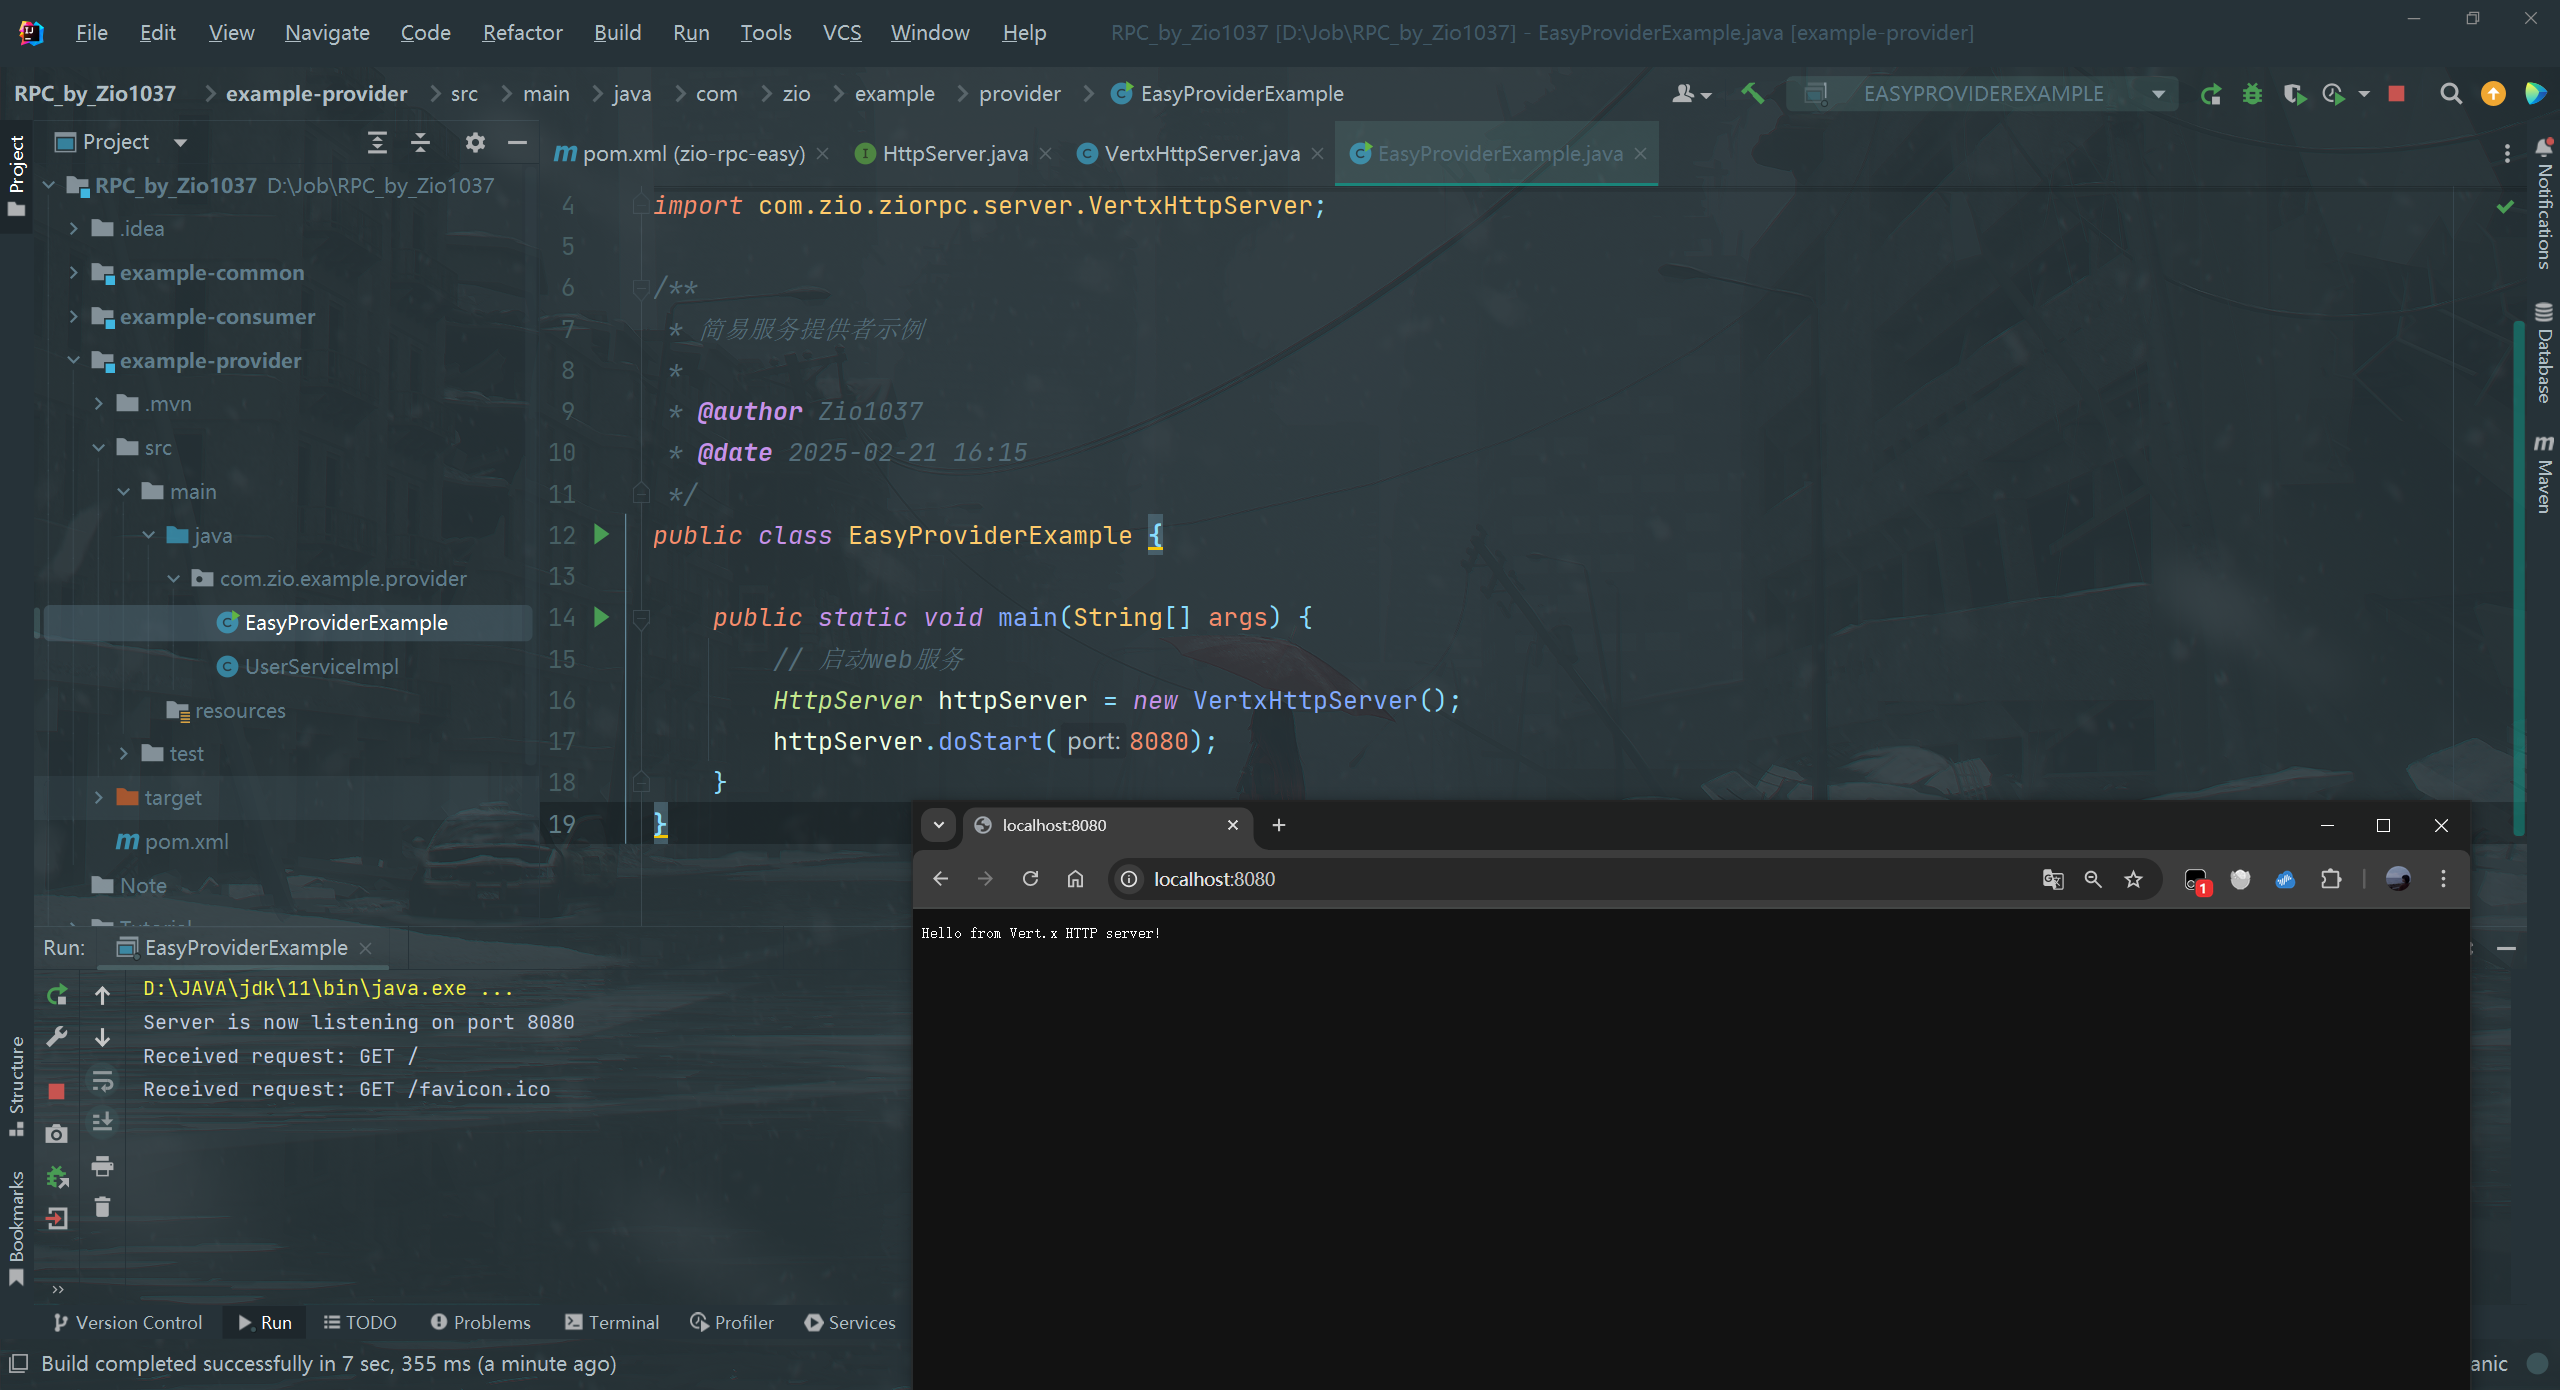 File Edit View Navigate Code Refactor Build Run Tools VCS Window Help RPC_by_Zio1037 [D:\Job\RPC_by_Zio1037] - EasyProviderExample.java [example-provider]
RPC_by_Zio1037 example-provider src main java com zio example provider EasyProviderExample EASYPROVIDEREXAMPLE
Project
Project
pom.xml (zio-rpc-easy) HttpServer.java VertxHttpServer.java EasyProviderExample.java
RPC_by_Zio1037 D:\Job\RPC_by_Zio1037
.idea
example-common
example-consumer
example-provider
.mvn
src
main
java
com.zio.example.provider
EasyProviderExample
UserServiceImpl
resources
test
target
pom.xml
Note
Tutorial
4 import com.zio.ziorpc.server.VertxHttpServer;
5
6 /**
7 * 简易服务提供者示例
8 *
9 * @author Zio1037
10 * @date 2025-02-21 16:15
11 */
12 public class EasyProviderExample {
13
14 public static void main(String[] args) {
15 // 启动web服务
16 HttpServer httpServer = new VertxHttpServer();
17 httpServer.doStart( port: 8080);
18 }
19 }
Notifications
Database
Maven
localhost:8080
localhost:8080
1
Hello from Vert.x HTTP server!
Run: EasyProviderExample
D:\JAVA\jdk\11\bin\java.exe ...
Server is now listening on port 8080
Received request: GET /
Received request: GET /favicon.ico
Structure
Bookmarks
Version Control Run TODO Problems Terminal Profiler Services
Build completed successfully in 7 sec, 355 ms (a minute ago)
anic